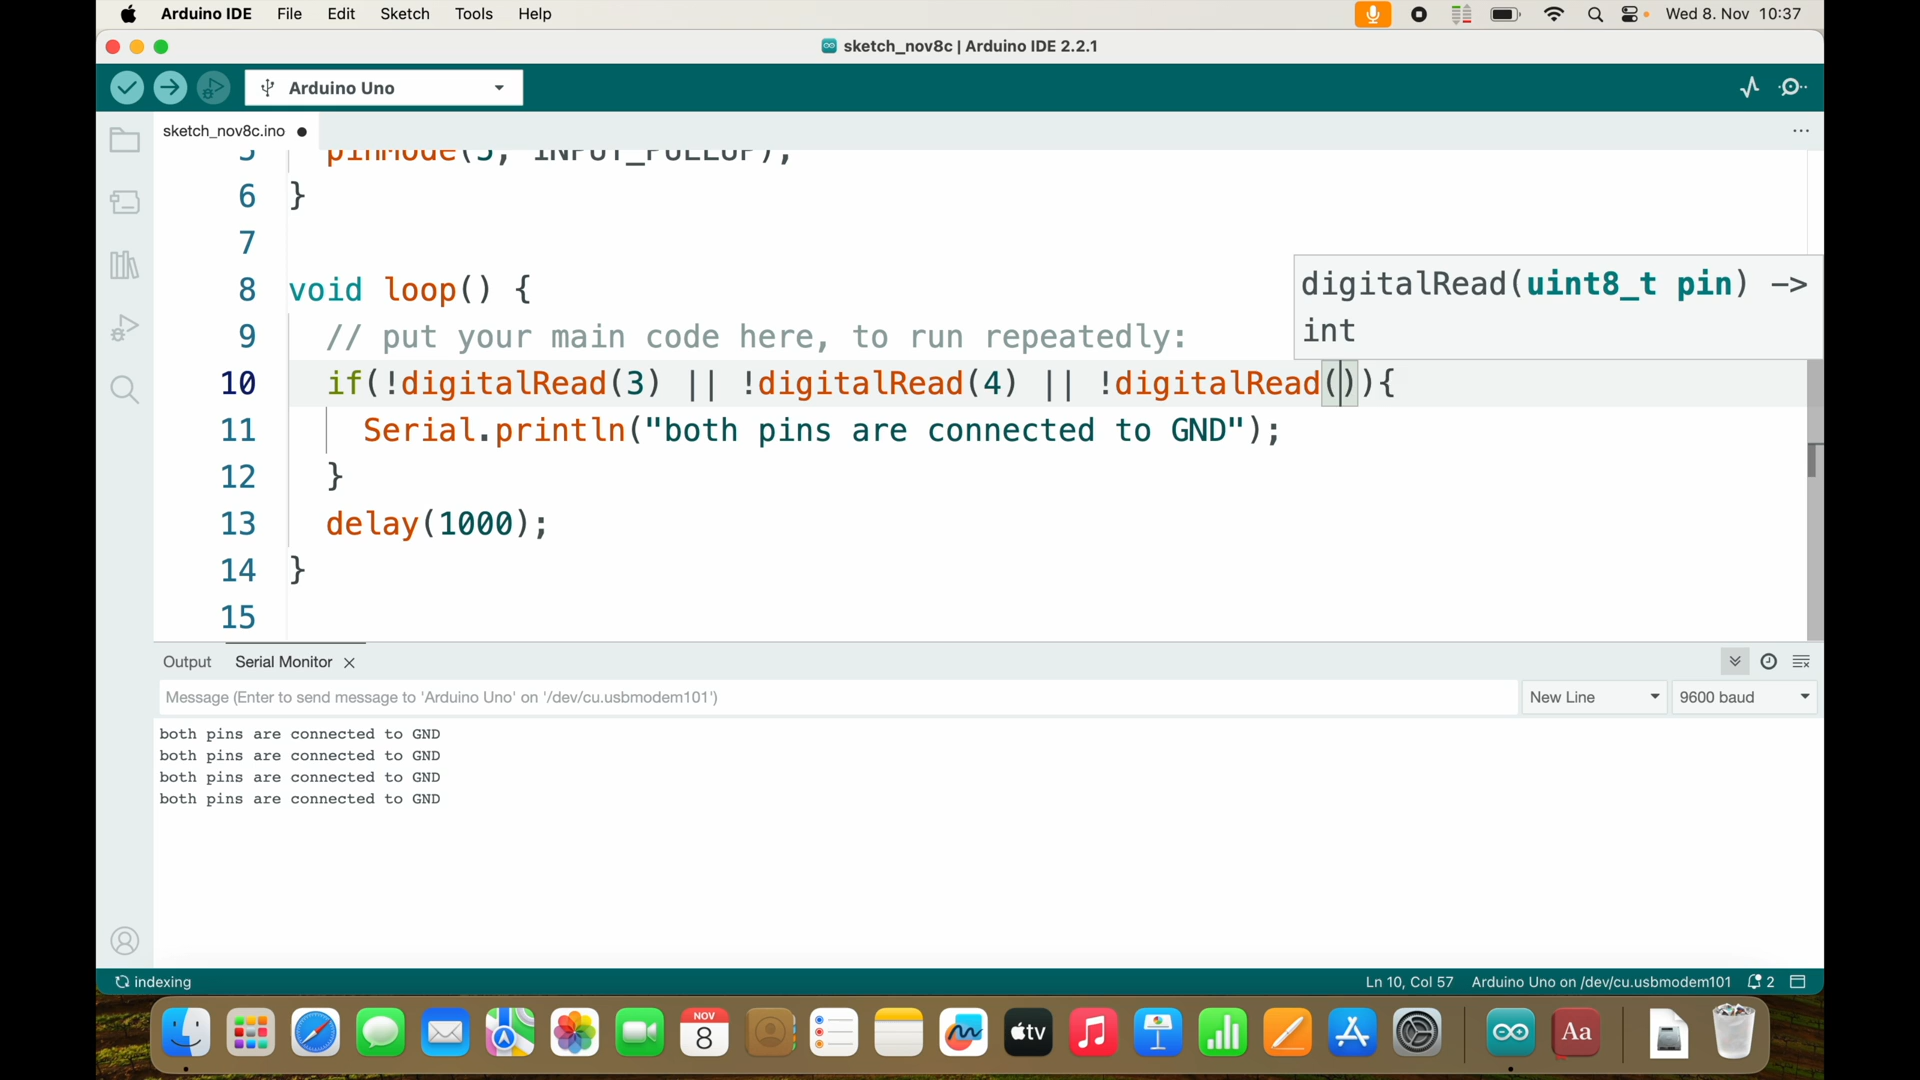 Arduino IDE File Edit Sketch Tools Help Wed 8. Nov 10:37
sketch_nov8c | Arduino IDE 2.2.1
Arduino Uno
sketch_nov8c.ino
5 pinMode(5, INPUT_PULLUP);
6 }
7
8 void loop() {
digitalRead(uint8_t pin) ->
int
9 // put your main code here, to run repeatedly:
10 if(!digitalRead(3) || !digitalRead(4) || !digitalRead()){
11 Serial.println("both pins are connected to GND");
12 }
13 delay(1000);
14 }
15
Output Serial Monitor
Message (Enter to send message to 'Arduino Uno' on '/dev/cu.usbmodem101') New Line 9600 baud
both pins are connected to GND
both pins are connected to GND
both pins are connected to GND
both pins are connected to GND
indexing Ln 10, Col 57 Arduino Uno on /dev/cu.usbmodem101 2
NOV
8
tv
Aa